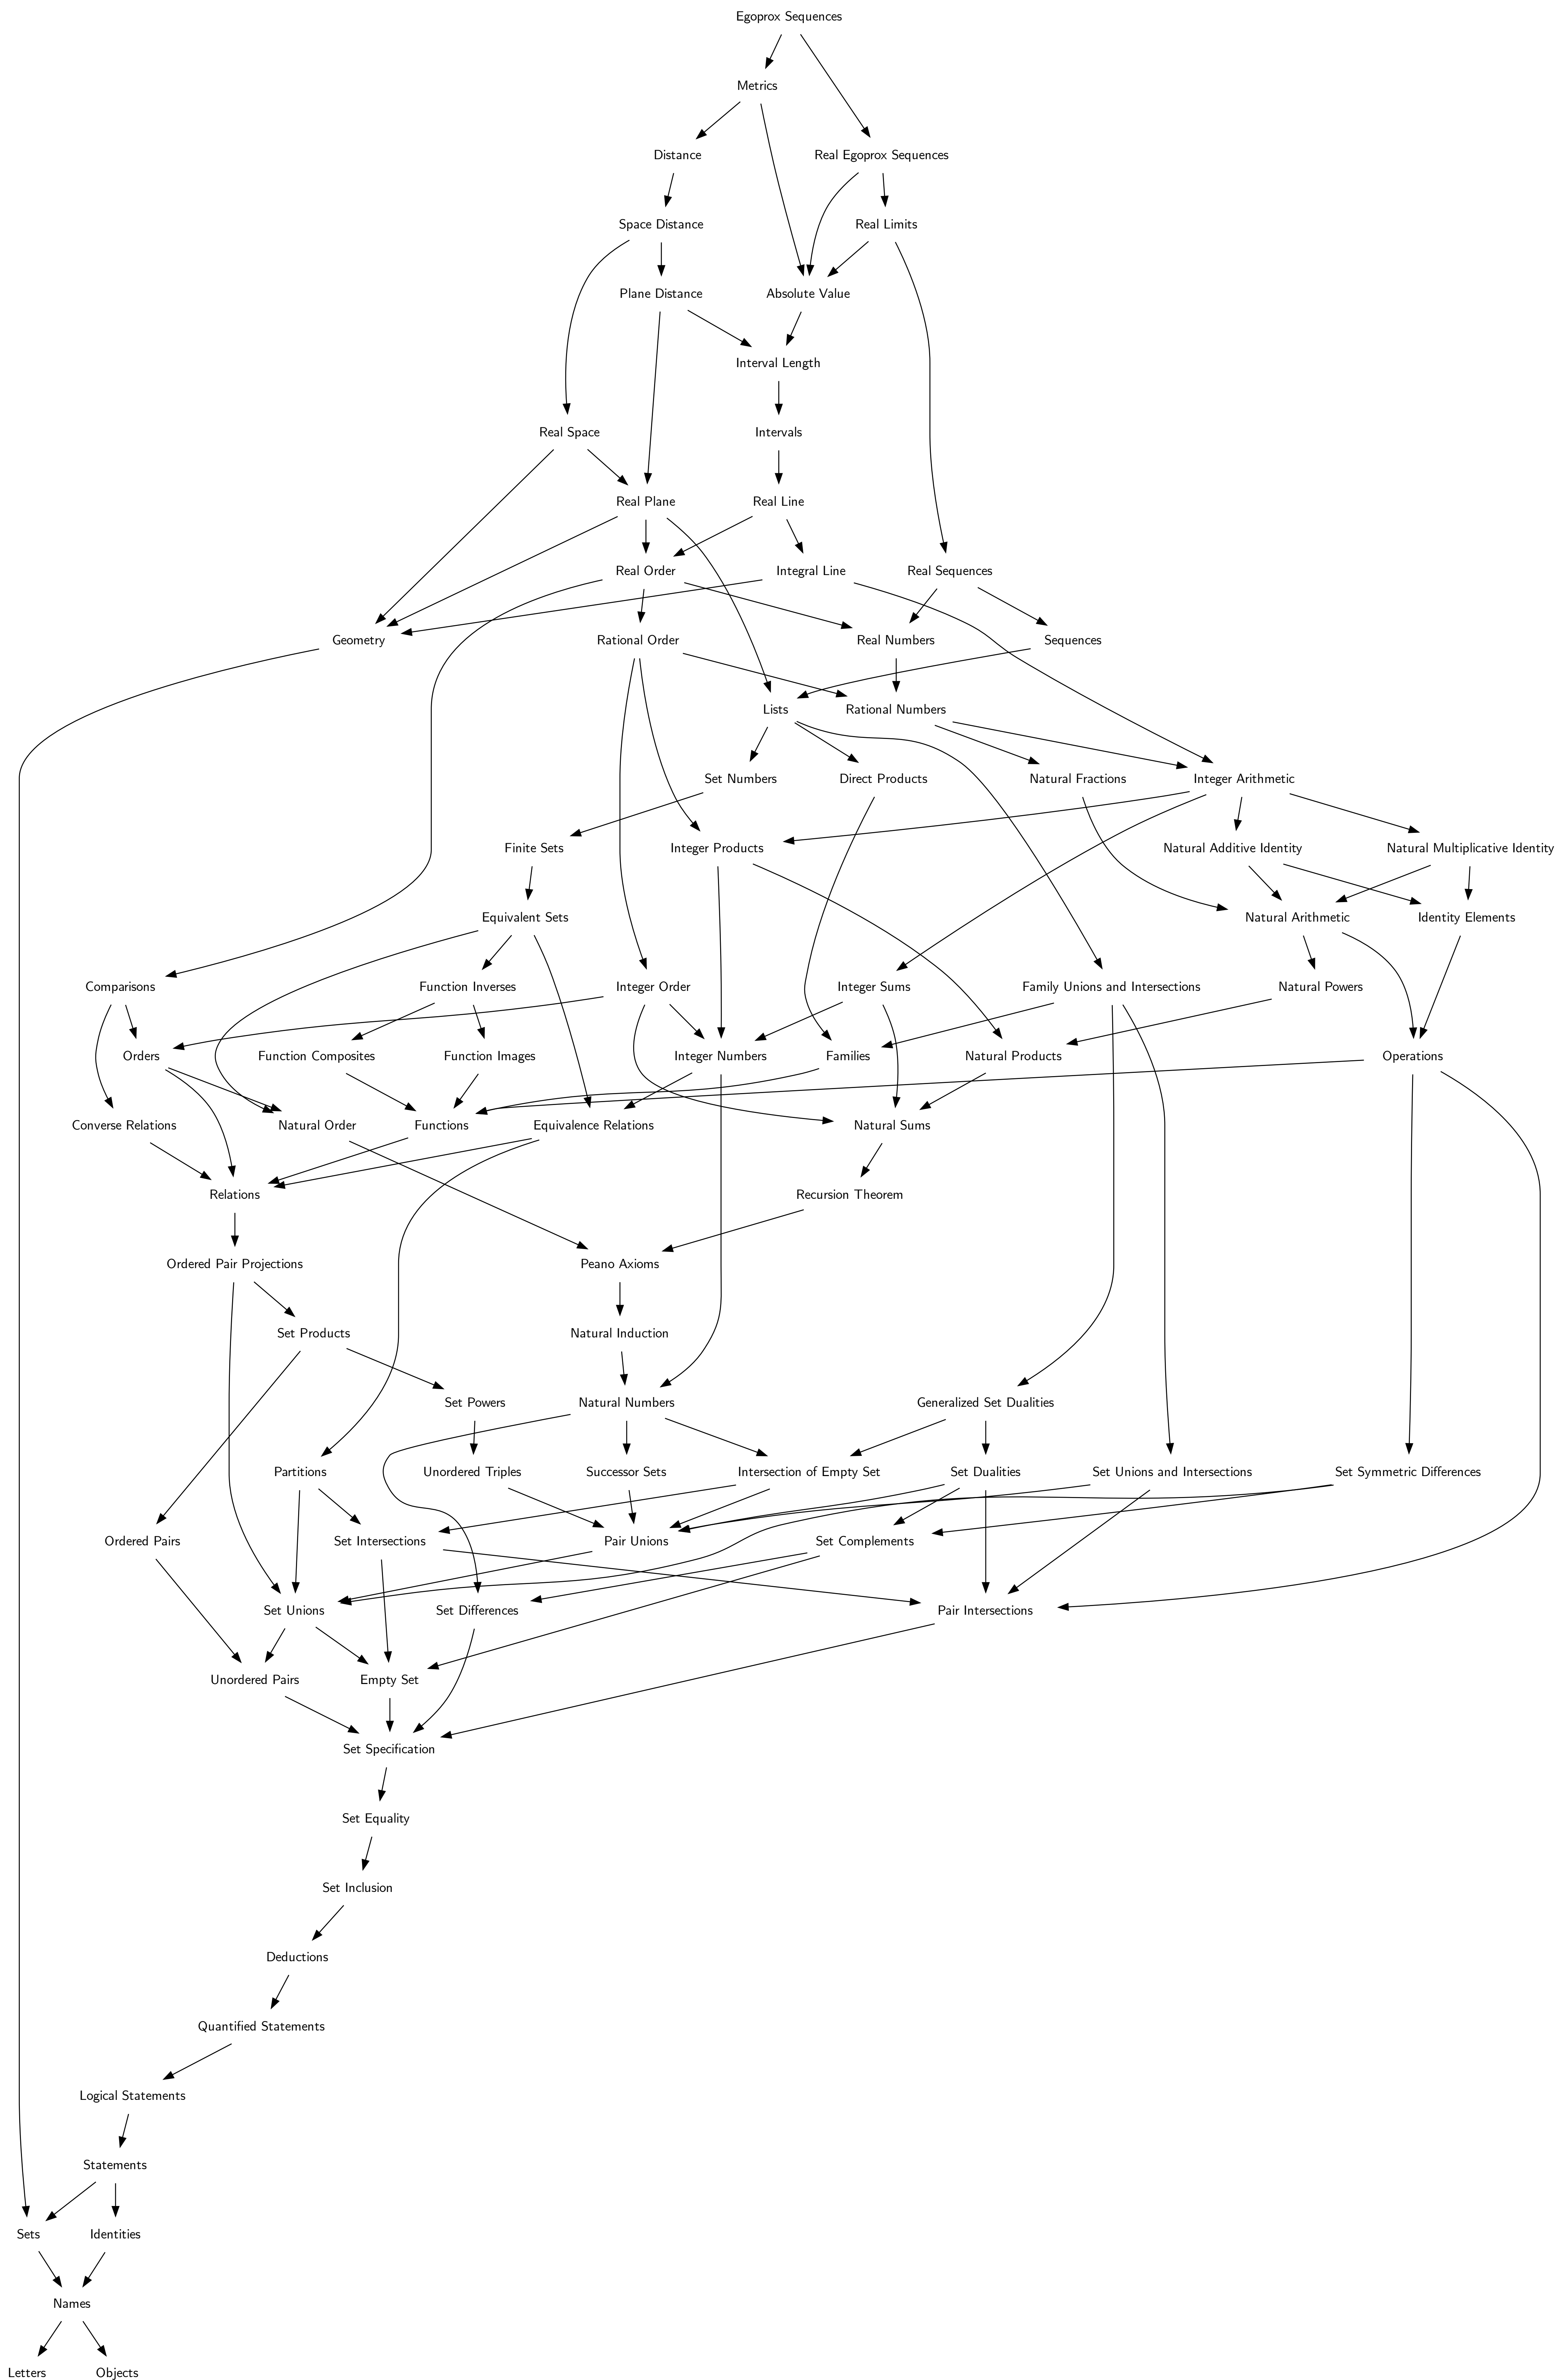 Egoprox Sequences
Metrics
Distance
Real Egoprox Sequences
Space Distance
Real Limits
Plane Distance
Absolute Value
Interval Length
Real Space
Intervals
Real Plane
Real Line
Real Order
Integral Line
Real Sequences
Geometry
Rational Order
Real Numbers
Sequences
Lists
Rational Numbers
Set Numbers
Direct Products
Natural Fractions
Integer Arithmetic
Finite Sets
Integer Products
Natural Additive Identity
Natural Multiplicative Identity
Equivalent Sets
Natural Arithmetic
Identity Elements
Comparisons
Function Inverses
Integer Order
Integer Sums
Family Unions and Intersections
Natural Powers
Orders
Function Composites
Function Images
Integer Numbers
Families
Natural Products
Operations
Converse Relations
Natural Order
Functions
Equivalence Relations
Natural Sums
Relations
Recursion Theorem
Ordered Pair Projections
Peano Axioms
Set Products
Natural Induction
Set Powers
Natural Numbers
Generalized Set Dualities
Partitions
Unordered Triples
Successor Sets
Intersection of Empty Set
Set Dualities
Set Unions and Intersections
Set Symmetric Differences
Ordered Pairs
Set Intersections
Pair Unions
Set Complements
Set Unions
Set Differences
Pair Intersections
Unordered Pairs
Empty Set
Set Specification
Set Equality
Set Inclusion
Deductions
Quantified Statements
Logical Statements
Statements
Sets
Identities
Names
Letters
Objects